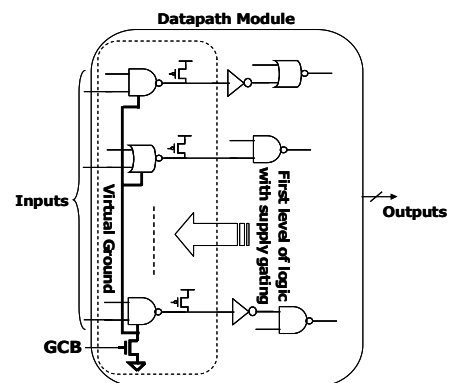 Datapath Module
Inputs
Virtual Ground
First level of logic
with supply gating
Outputs
GCB